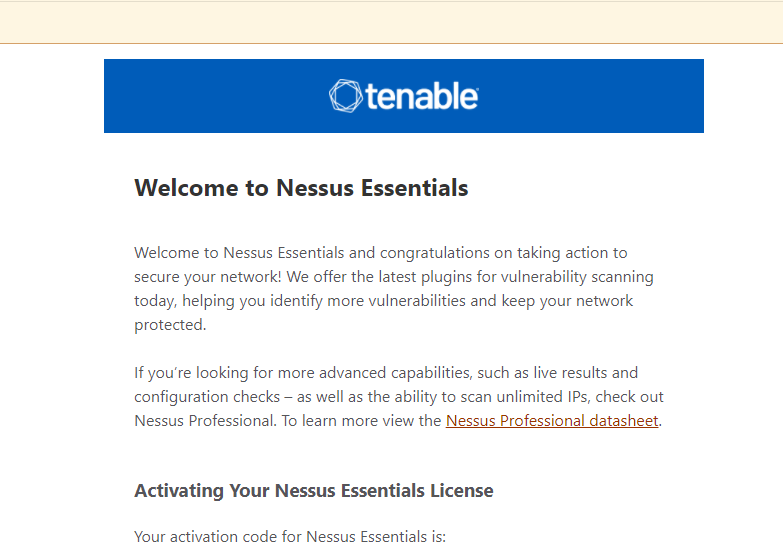 tenable
Welcome to Nessus Essentials
Welcome to Nessus Essentials and congratulations on taking action to
secure your network! We offer the latest plugins for vulnerability scanning
today, helping you identify more vulnerabilities and keep your network
protected.
If you’re looking for more advanced capabilities, such as live results and
configuration checks – as well as the ability to scan unlimited IPs, check out
Nessus Professional. To learn more view the Nessus Professional datasheet.
Activating Your Nessus Essentials License
Your activation code for Nessus Essentials is: